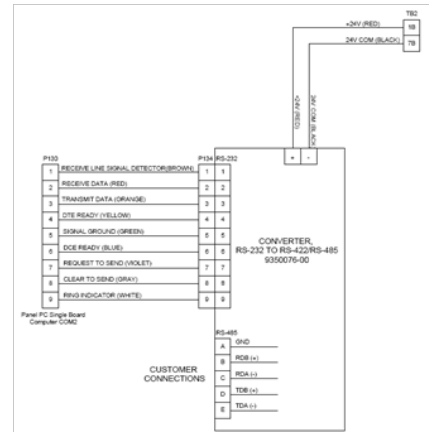 TB2
+24V (RED)
1B
24V COM (BLACK)
7B
+24V (RED)
24V COM (BLACK)
+ -
P133
P134 RS-232
1 RECEIVE LINE SIGNAL DETECTOR(BROWN) 1 1
2 RECEIVE DATA (RED) 2 2
3 TRANSMIT DATA (ORANGE) 3 3
4 DTE READY (YELLOW) 4 4
5 SIGNAL GROUND (GREEN) 5 5
6 DCE READY (BLUE) 6 6
7 REQUEST TO SEND (VIOLET) 7 7
8 CLEAR TO SEND (GRAY) 8 8
9 RING INDICATOR (WHITE) 9 9
Panel PC Single Board
Computer COM2
CONVERTER,
RS-232 TO RS-422/RS-485
9350076-00
RS-485
CUSTOMER
CONNECTIONS
A GND
B RDB (+)
C RDA (-)
D TDB (+)
E TDA (-)